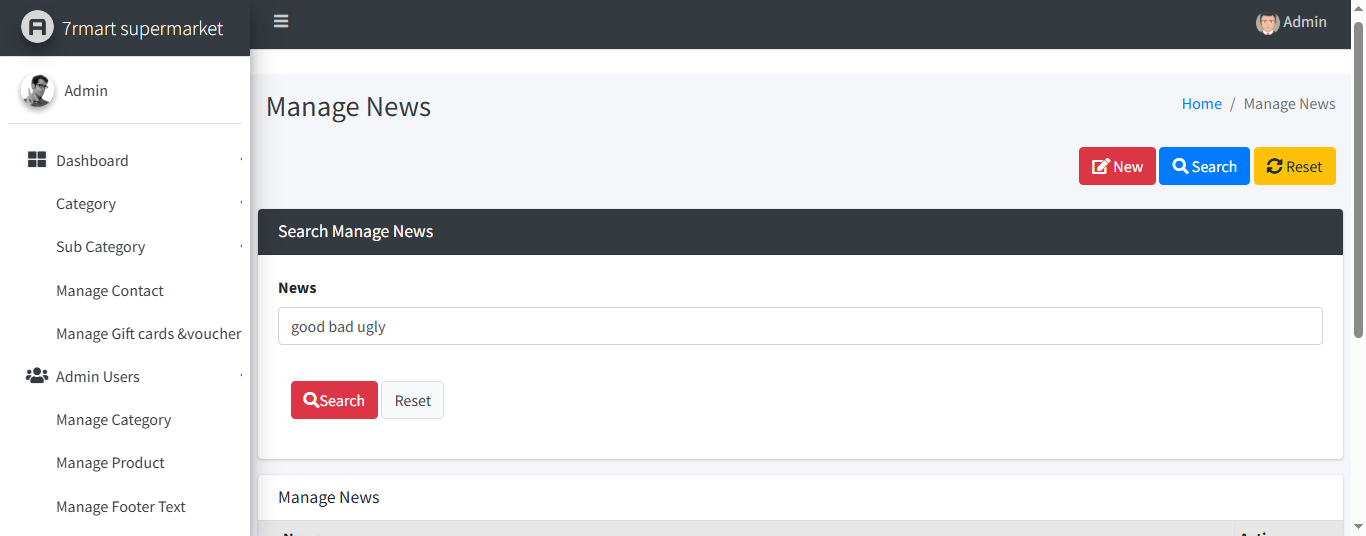 7rmart supermarket
Admin
Admin
Dashboard
Category
Sub Category
Manage Contact
Manage Gift cards &voucher
Admin Users
Manage Category
Manage Product
Manage Footer Text
Manage News
Home / Manage News
New Search Reset
Search Manage News
News
good bad ugly
Search Reset
Manage News